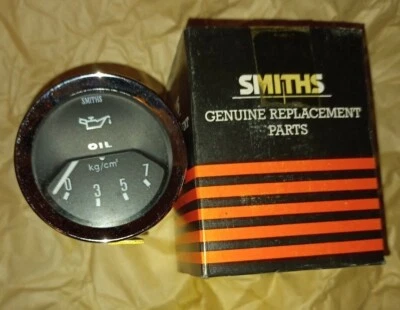 SMITHS
OIL
kg/cm²
0 3 5 7
SMITHS
GENUINE REPLACEMENT
PARTS